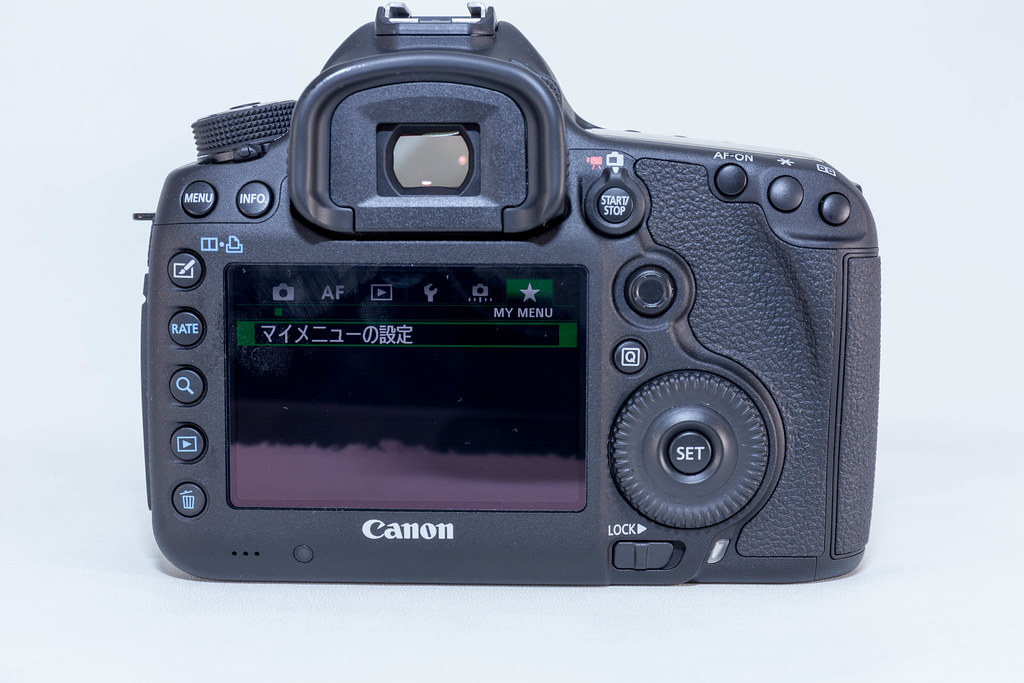 MENU
INFO.
START/
STOP
AF-ON
RATE
AF
MY MENU
マイメニューの設定
Q
SET
Canon
LOCK